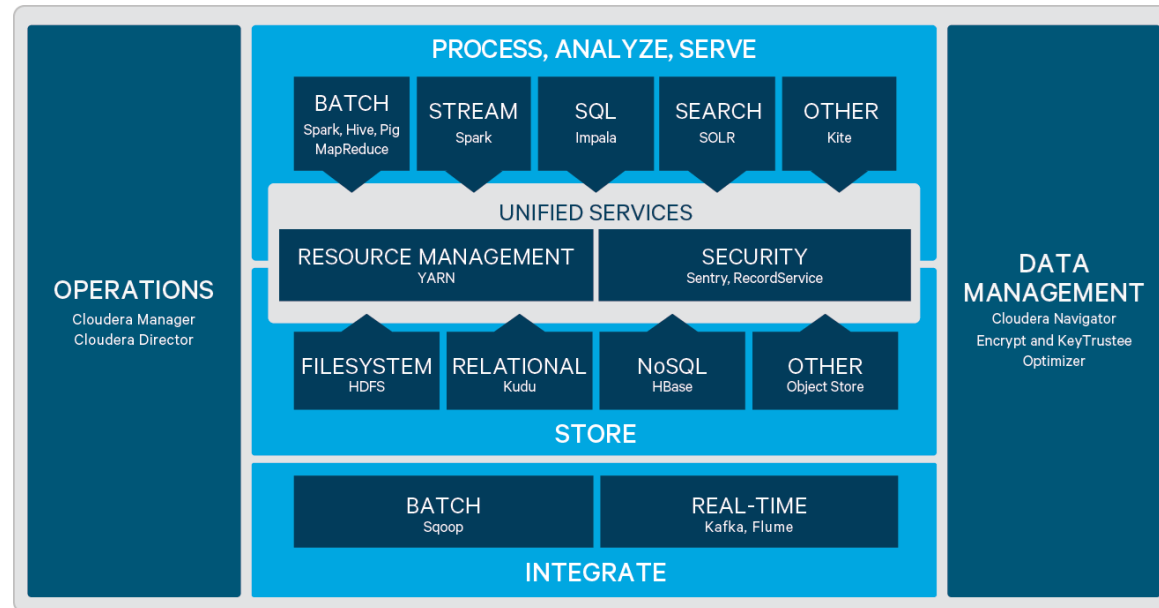 PROCESS, ANALYZE, SERVE
BATCH
Spark, Hive, Pig
MapReduce
STREAM
Spark
SQL
Impala
SEARCH
SOLR
OTHER
Kite
UNIFIED SERVICES
RESOURCE MANAGEMENT
YARN
SECURITY
Sentry, RecordService
OPERATIONS
Cloudera Manager
Cloudera Director
DATA
MANAGEMENT
Cloudera Navigator
Encrypt and KeyTrustee
Optimizer
FILESYSTEM
HDFS
RELATIONAL
Kudu
NoSQL
HBase
OTHER
Object Store
STORE
BATCH
Sqoop
REAL-TIME
Kafka, Flume
INTEGRATE